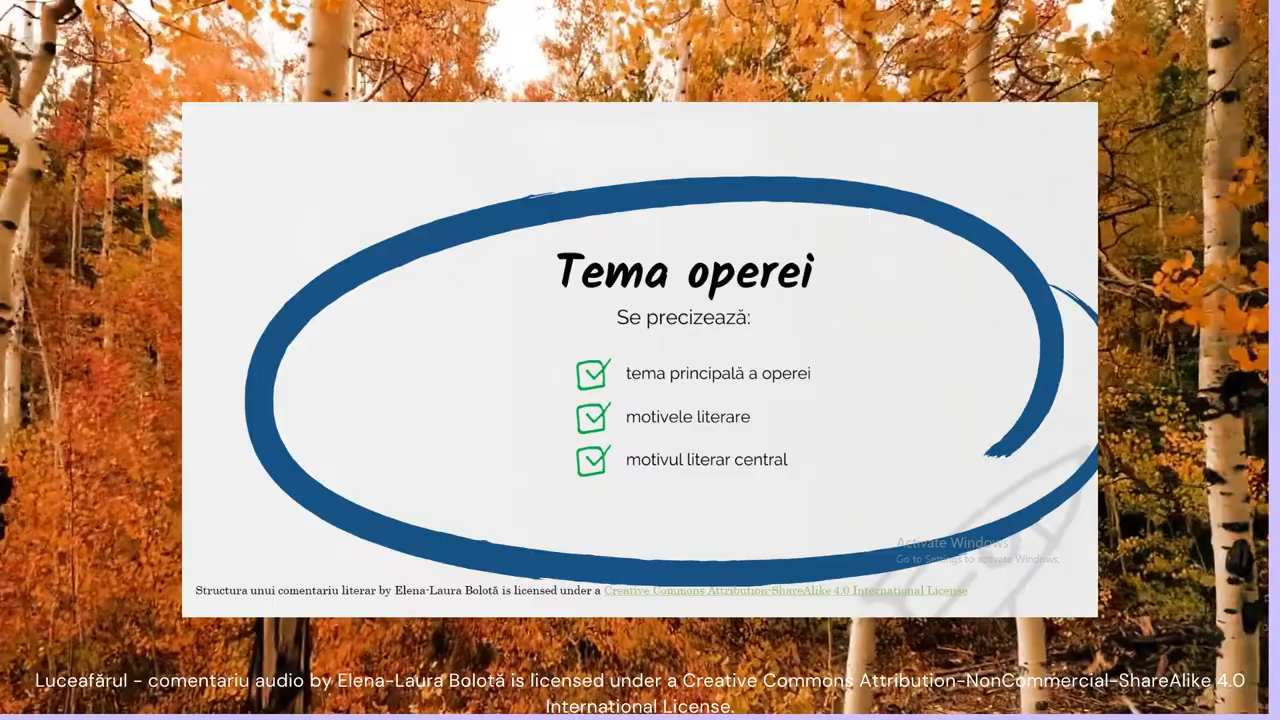 Tema operei
Se precizează:
tema principală a operei
motivele literare
motivul literar central
Activate Windows
Go to Settings to activate Windows.
Structura unui comentariu literar by Elena-Laura Bolotă is licensed under a Creative Commons Attribution-ShareAlike 4.0 International License
Luceafărul - comentariu audio by Elena-Laura Bolotă is licensed under a Creative Commons Attribution-NonCommercial-ShareAlike 4.0
International License.